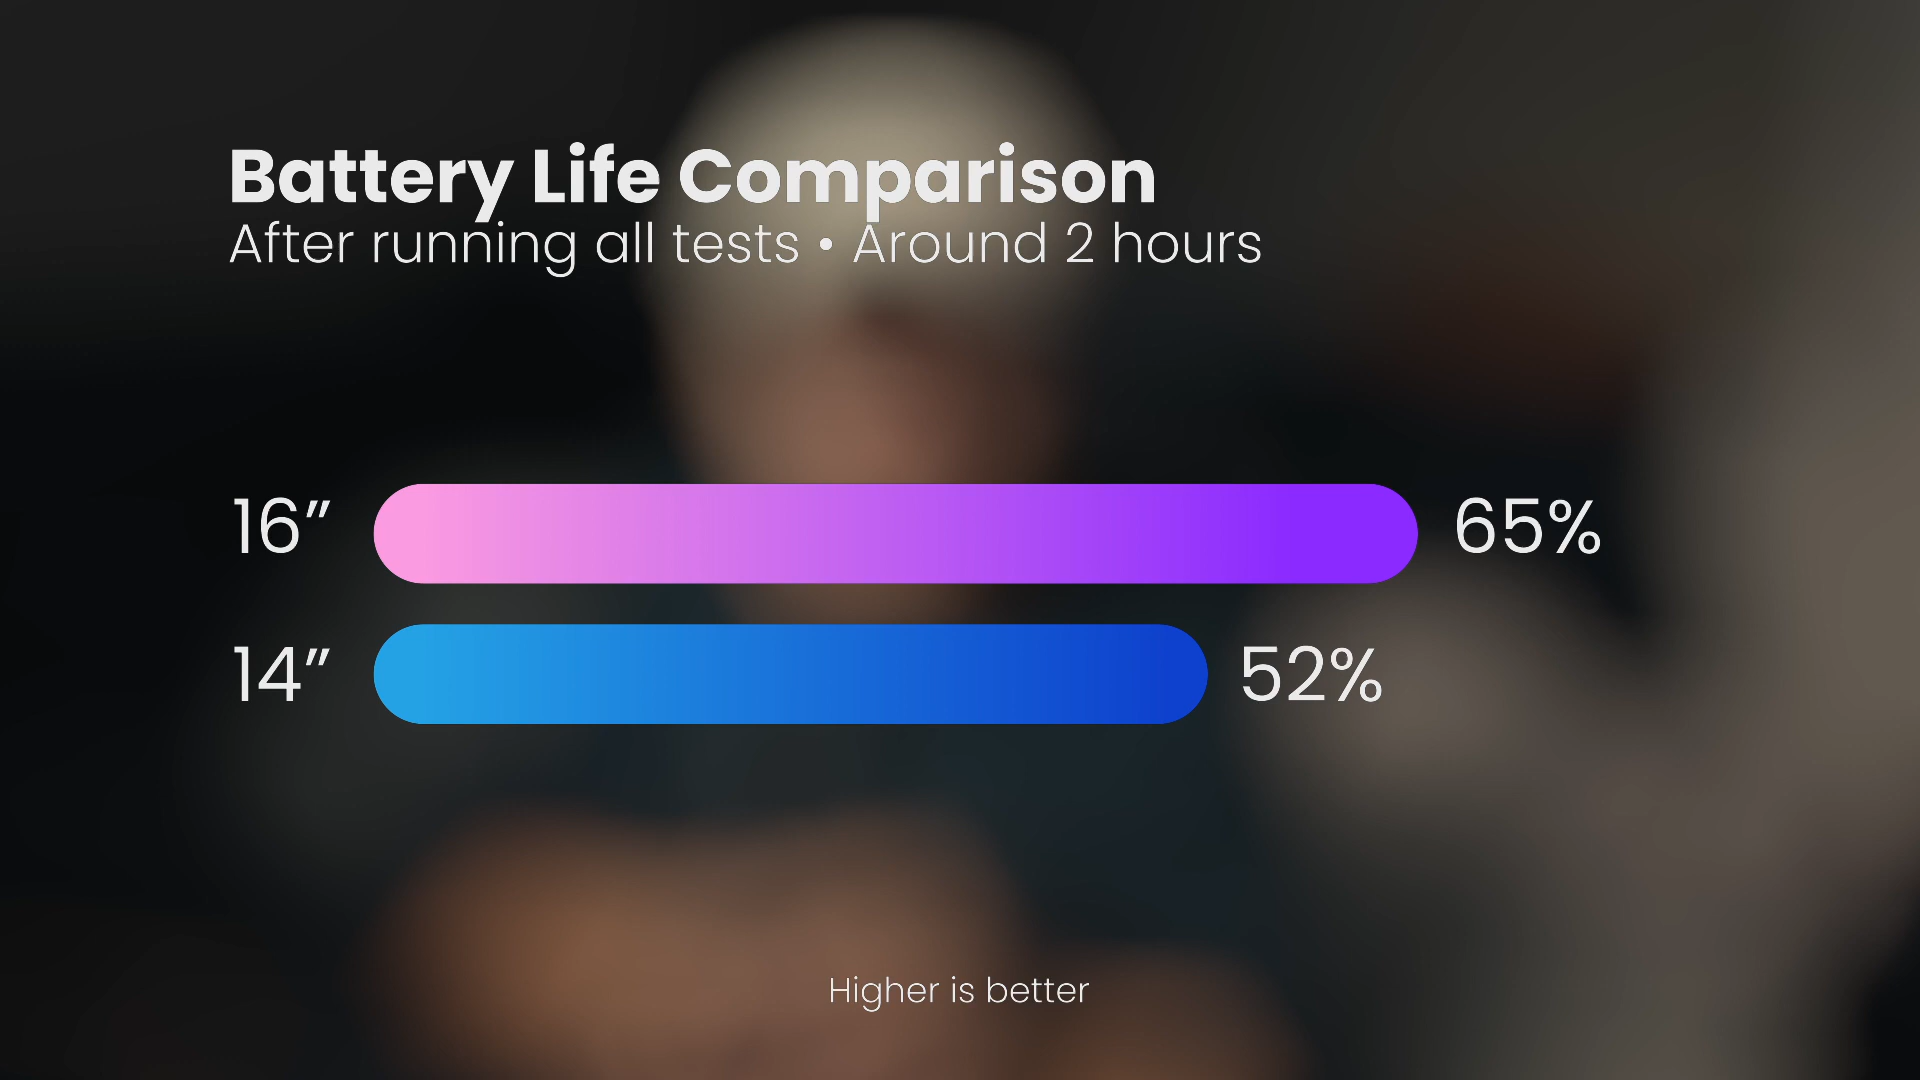 Battery Life Comparison
After running all tests • Around 2 hours
16” 65%
14” 52%
Higher is better